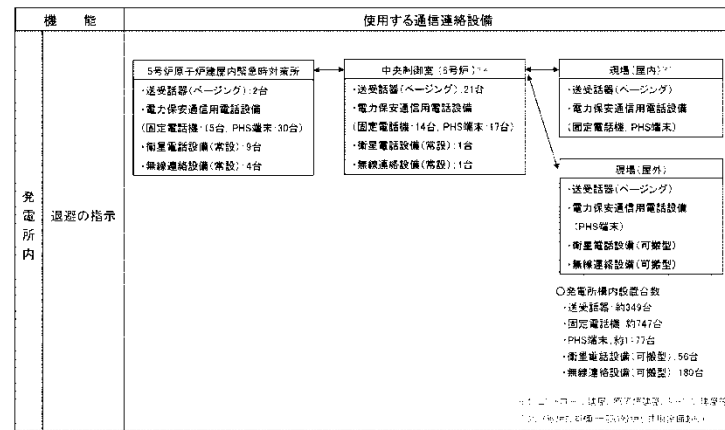 機　能
使用する通信連絡設備
発電所内
退避の指示
5号炉原子炉建屋内緊急時対策所
・送受話器(ページング):2台
・電力保安通信用電話設備
(固定電話機:15台, PHS端末:30台)
・衛星電話設備(常設):9台
・無線連絡設備(常設):4台
中央制御室(6号炉)
・送受話器(ページング):21台
・電力保安通信用電話設備
(固定電話機:14台, PHS端末:17台)
・衛星電話設備(常設):1台
・無線連絡設備(常設):1台
現場(屋内)
・送受話器(ページング)
・電力保安通信用電話設備
(固定電話機, PHS端末)
現場(屋外)
・送受話器(ページング)
・電力保安通信用電話設備
(PHS端末)
・衛星電話設備(可搬型)
・無線連絡設備(可搬型)
○発電所構内設置台数
・送受話器:約349台
・固定電話機:約747台
・PHS端末:約1177台
・衛星電話設備(可搬型):56台
・無線連絡設備(可搬型):189台